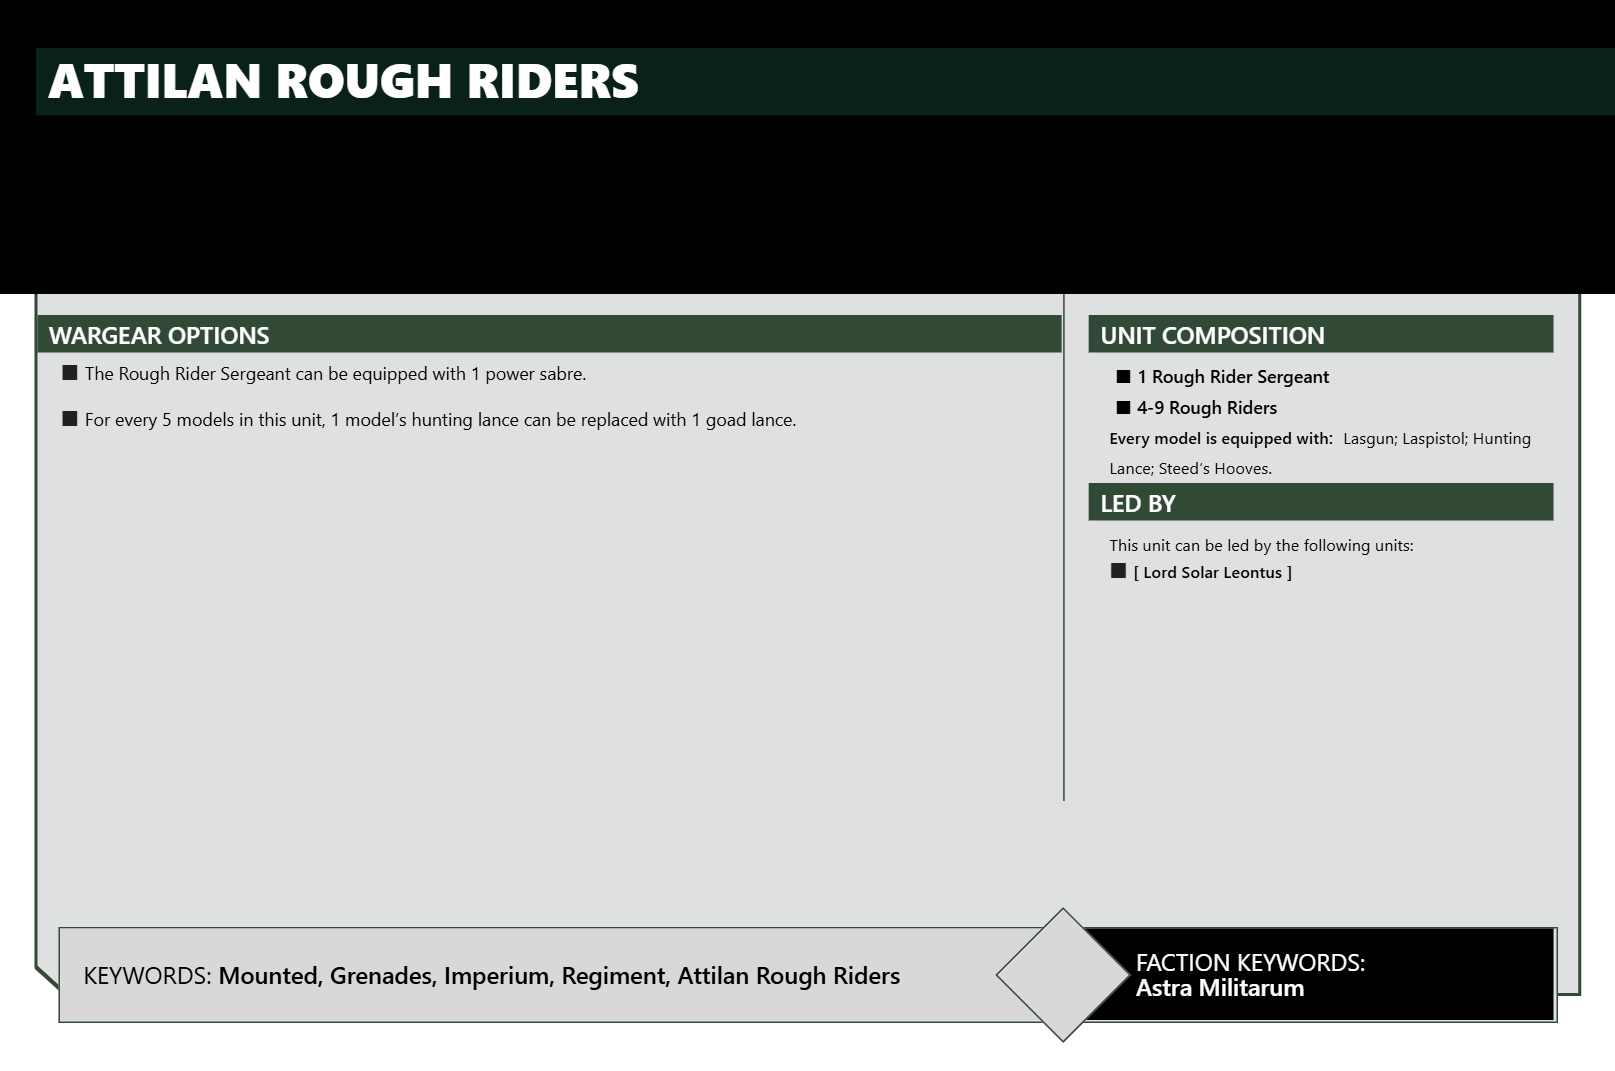 ATTILAN ROUGH RIDERS
WARGEAR OPTIONS
■ The Rough Rider Sergeant can be equipped with 1 power sabre.
■ For every 5 models in this unit, 1 model’s hunting lance can be replaced with 1 goad lance.
UNIT COMPOSITION
■ 1 Rough Rider Sergeant
■ 4-9 Rough Riders
Every model is equipped with: Lasgun; Laspistol; Hunting
Lance; Steed’s Hooves.
LED BY
This unit can be led by the following units:
■ [ Lord Solar Leontus ]
KEYWORDS: Mounted, Grenades, Imperium, Regiment, Attilan Rough Riders
FACTION KEYWORDS:
Astra Militarum